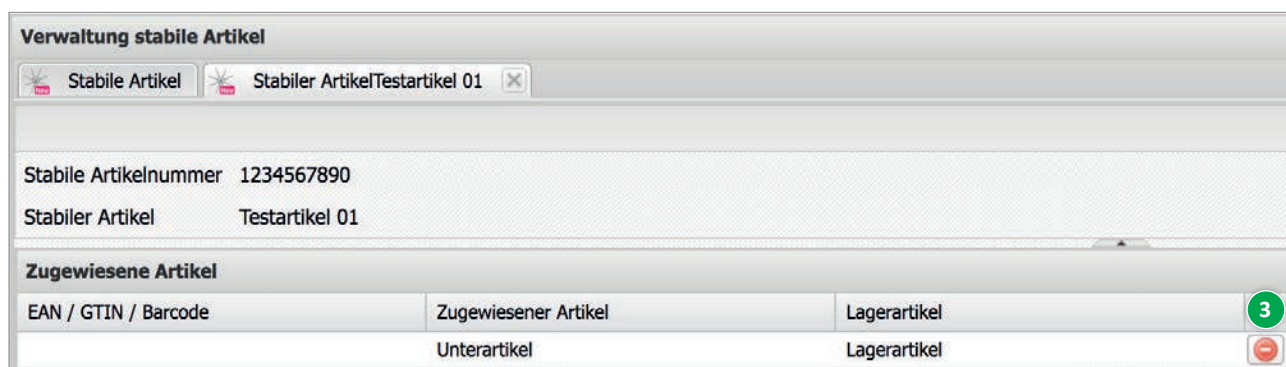 Verwaltung stabile Artikel
New Stabile Artikel New Stabiler ArtikelTestartikel 01
Stabile Artikelnummer 1234567890
Stabiler Artikel Testartikel 01
Zugewiesene Artikel
EAN / GTIN / Barcode Zugewiesener Artikel Lagerartikel 3
Unterartikel Lagerartikel